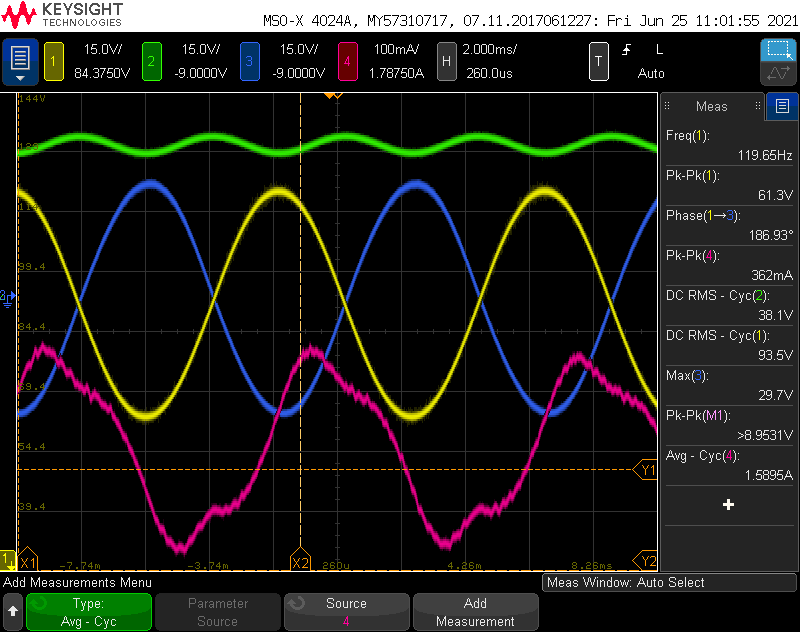 KEYSIGHT
TECHNOLOGIES
MSO-X 4024A, MY57310717, 07.11.2017061227: Fri Jun 25 11:01:55 2021
1 15.0V/ 84.3750V
2 15.0V/ -9.0000V
3 15.0V/ -9.0000V
4 100mA/ 1.78750A
H 2.000ms/ 260.0us
T L Auto
144V
99.4
84.4
69.4
54.4
39.4
-7.74m -3.74m 260u 4.26m 8.26ms
X1 X2 Y1 Y2
1
Meas
Freq(1):
119.65Hz
Pk-Pk(1):
61.3V
Phase(1→3):
186.93°
Pk-Pk(4):
362mA
DC RMS - Cyc(2):
38.1V
DC RMS - Cyc(1):
93.5V
Max(3):
29.7V
Pk-Pk(M1):
>8.9531V
Avg - Cyc(4):
1.5895A
Add Measurements Menu
Meas Window: Auto Select
Type:
Avg - Cyc
Parameter
Source
Source
4
Add
Measurement